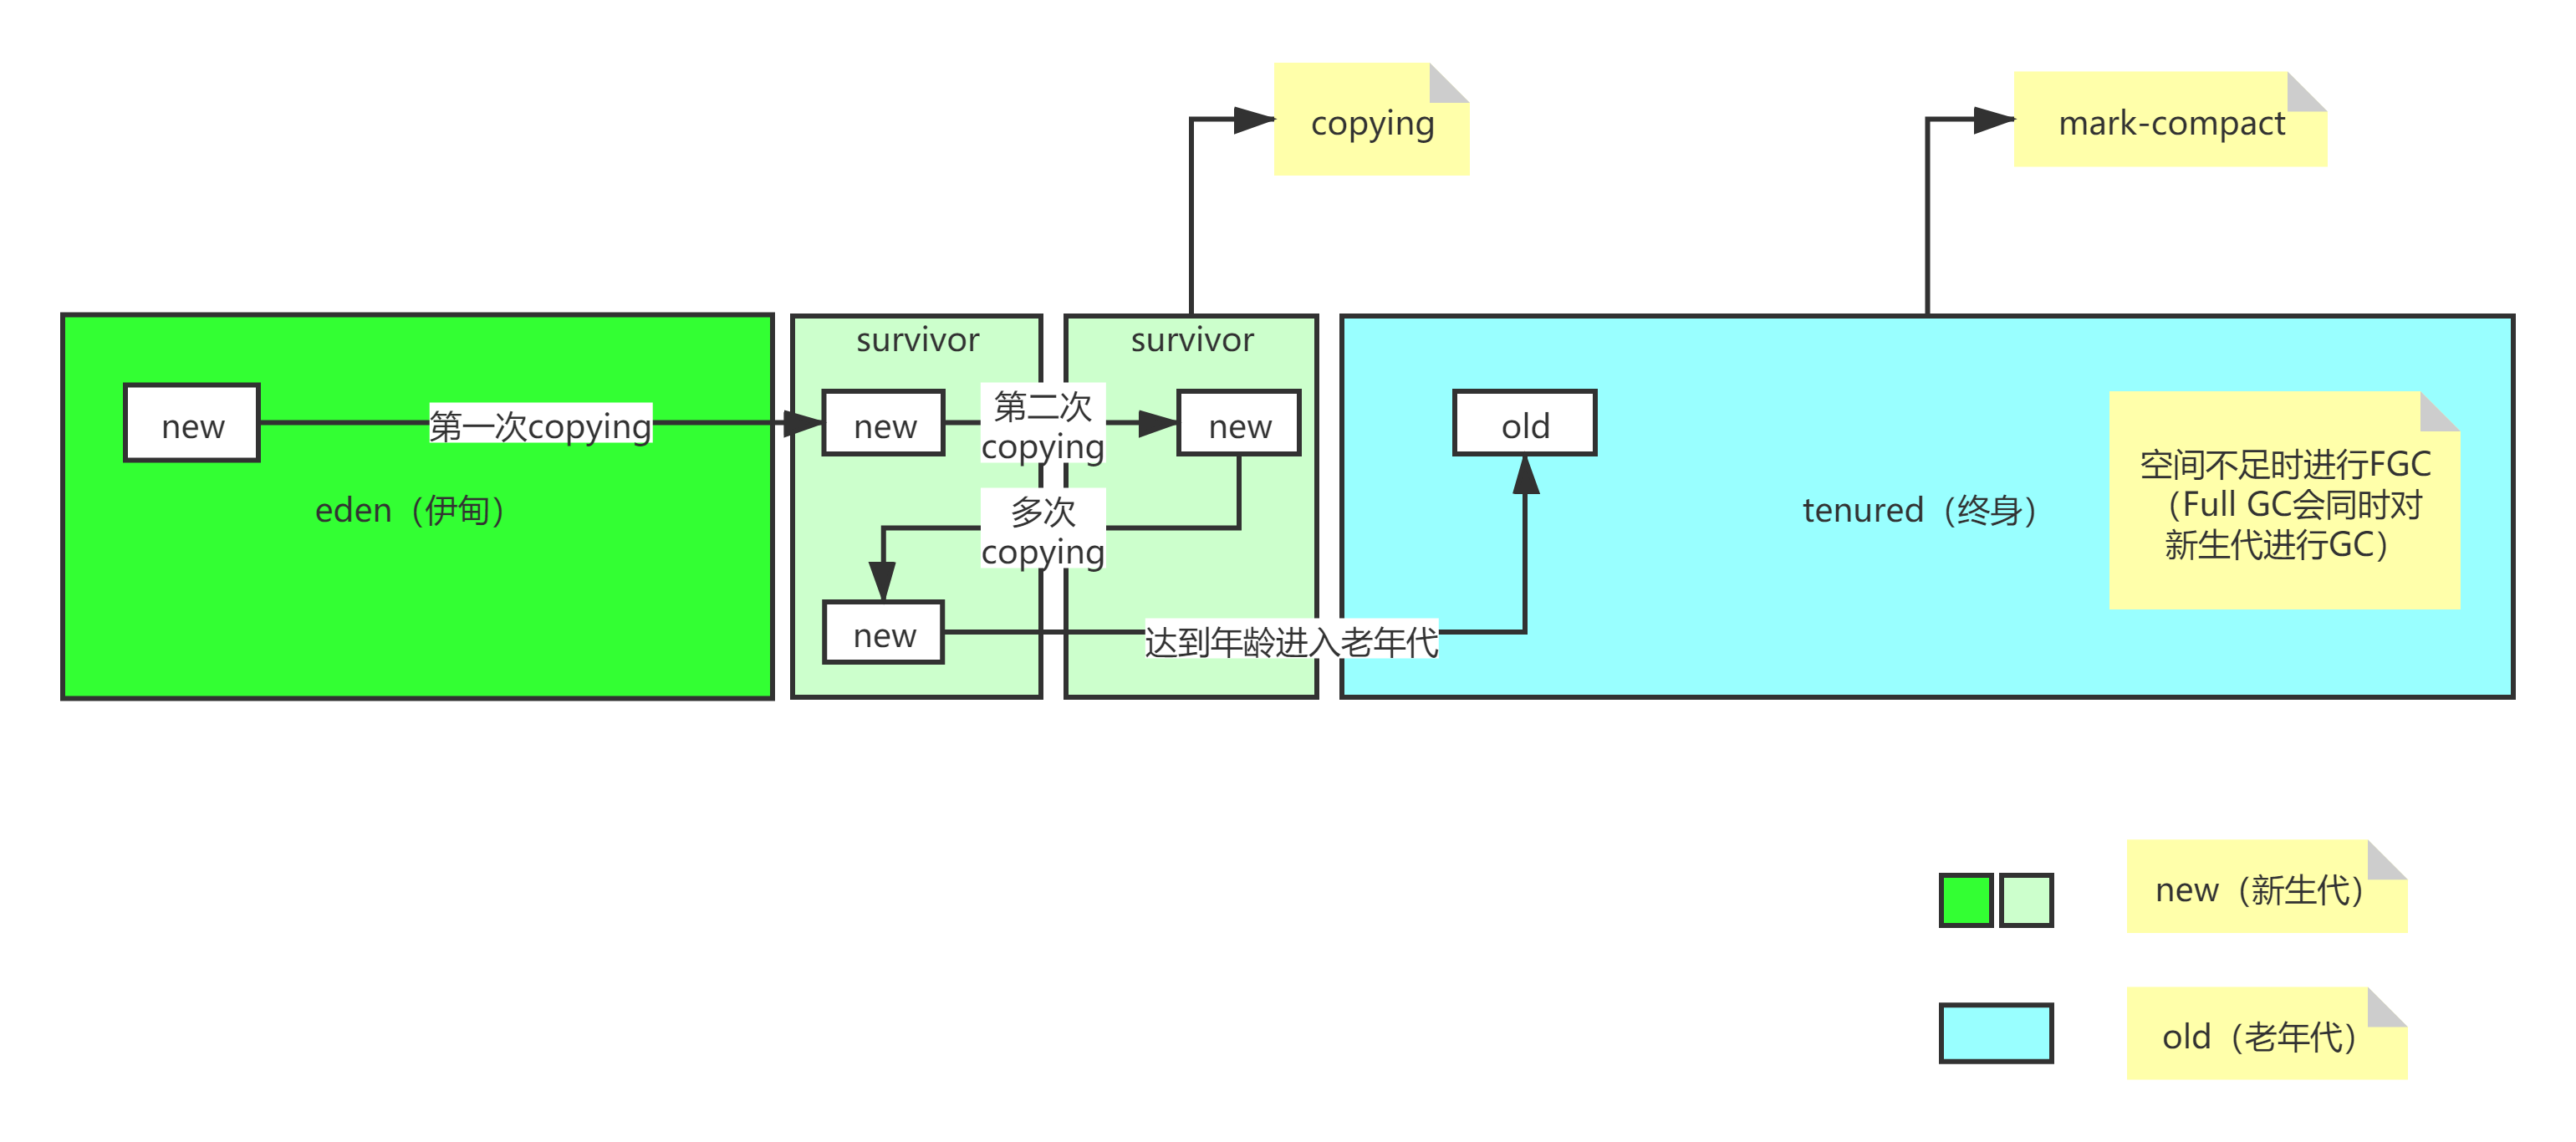 copying
mark-compact
survivor
survivor
new
第一次copying
new
第二次
copying
new
old
eden（伊甸）
多次
copying
tenured（终身）
空间不足时进行FGC
（Full GC会同时对
新生代进行GC）
new
达到年龄进入老年代
new（新生代）
old（老年代）